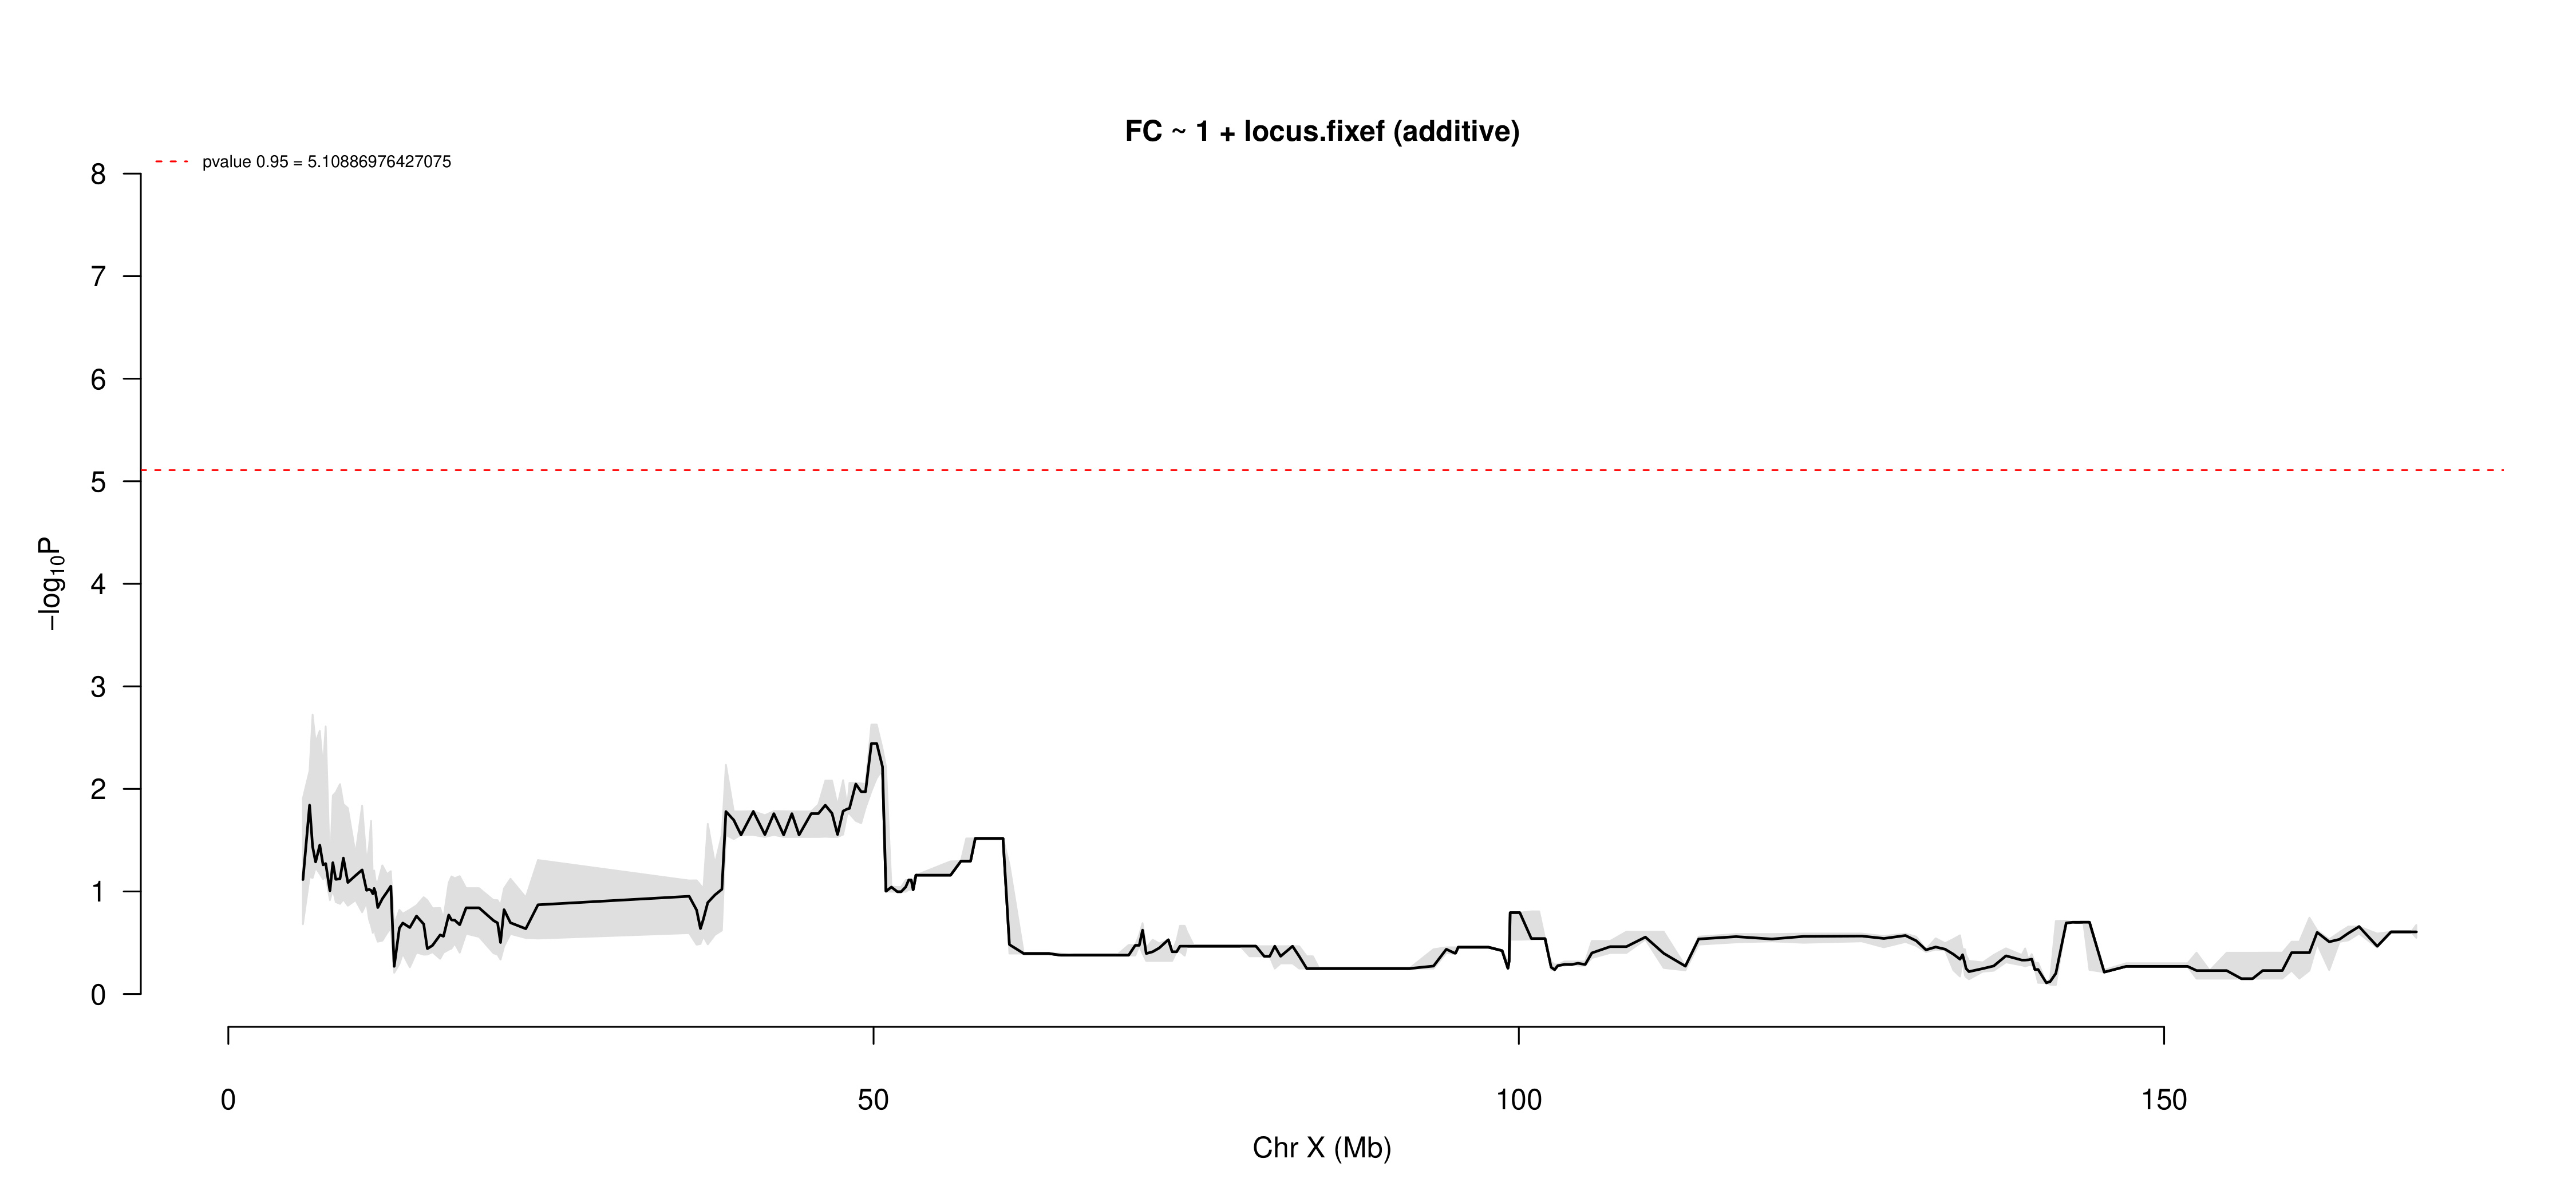 FC ~ 1 + locus.fixef (additive)
pvalue 0.95 = 5.10886976427075
8
7
6
5
4
3
2
1
0
−log10P
0 50 100 150
Chr X (Mb)